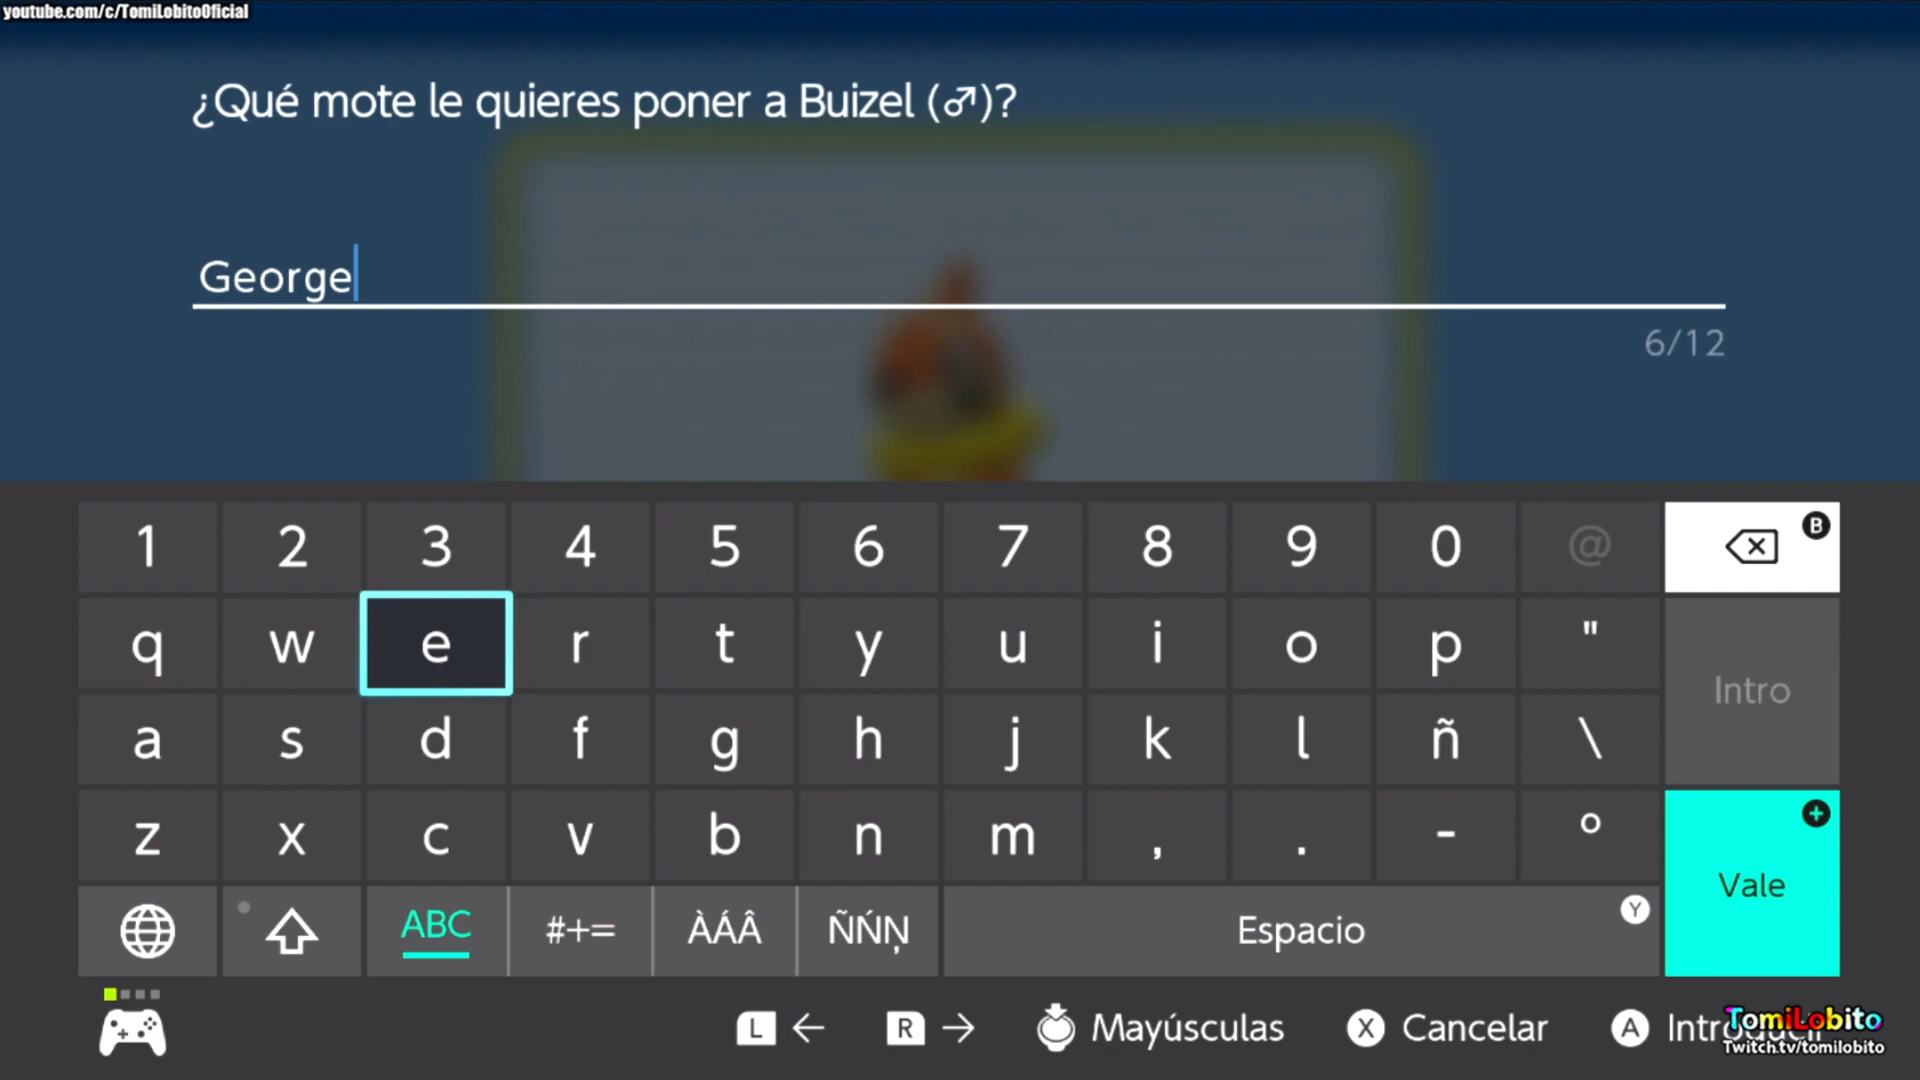 youtube.com/c/TomiLobitoOficial
¿Qué mote le quieres poner a Buizel (♂)?
George
6/12
1 2 3 4 5 6 7 8 9 0 @ B
q w e r t y u i o p " Intro
a s d f g h j k l ñ \
z x c v b n m , . - º + Vale
ABC #+= ÀÁÂ ÑŃŅ Espacio Y
L ← R → Mayúsculas X Cancelar A Introducir
TomiLobito
Twitch.tv/tomilobito